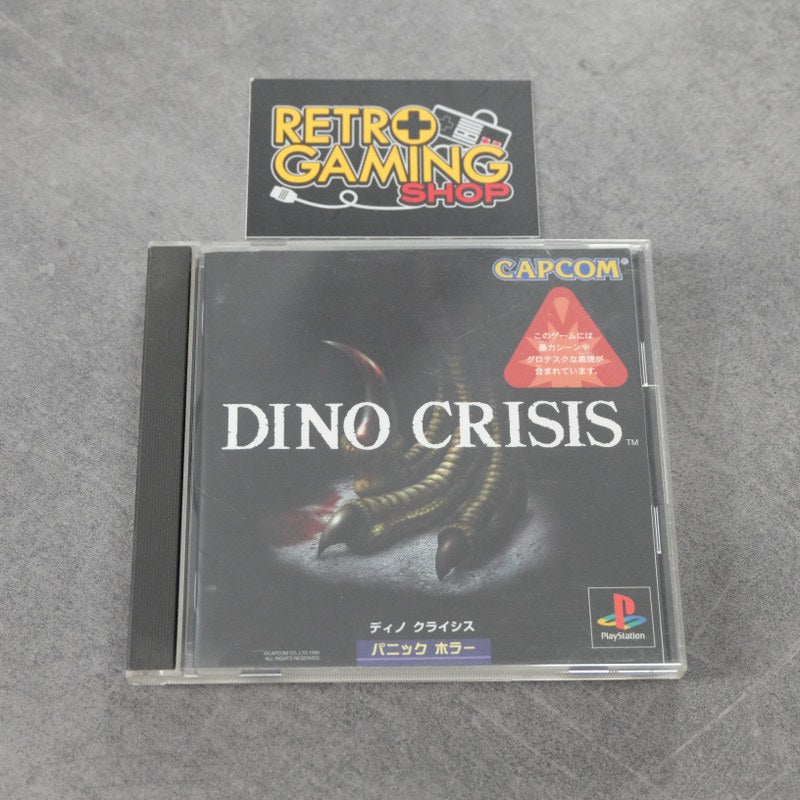 RETRO
GAMING
SHOP
CAPCOM®
このゲームには
暴力シーンや
グロテスクな表現が
含まれています。
DINO CRISIS™
ディノ クライシス
パニック ホラー
©CAPCOM CO., LTD 1999
ALL RIGHTS RESERVED.
PlayStation